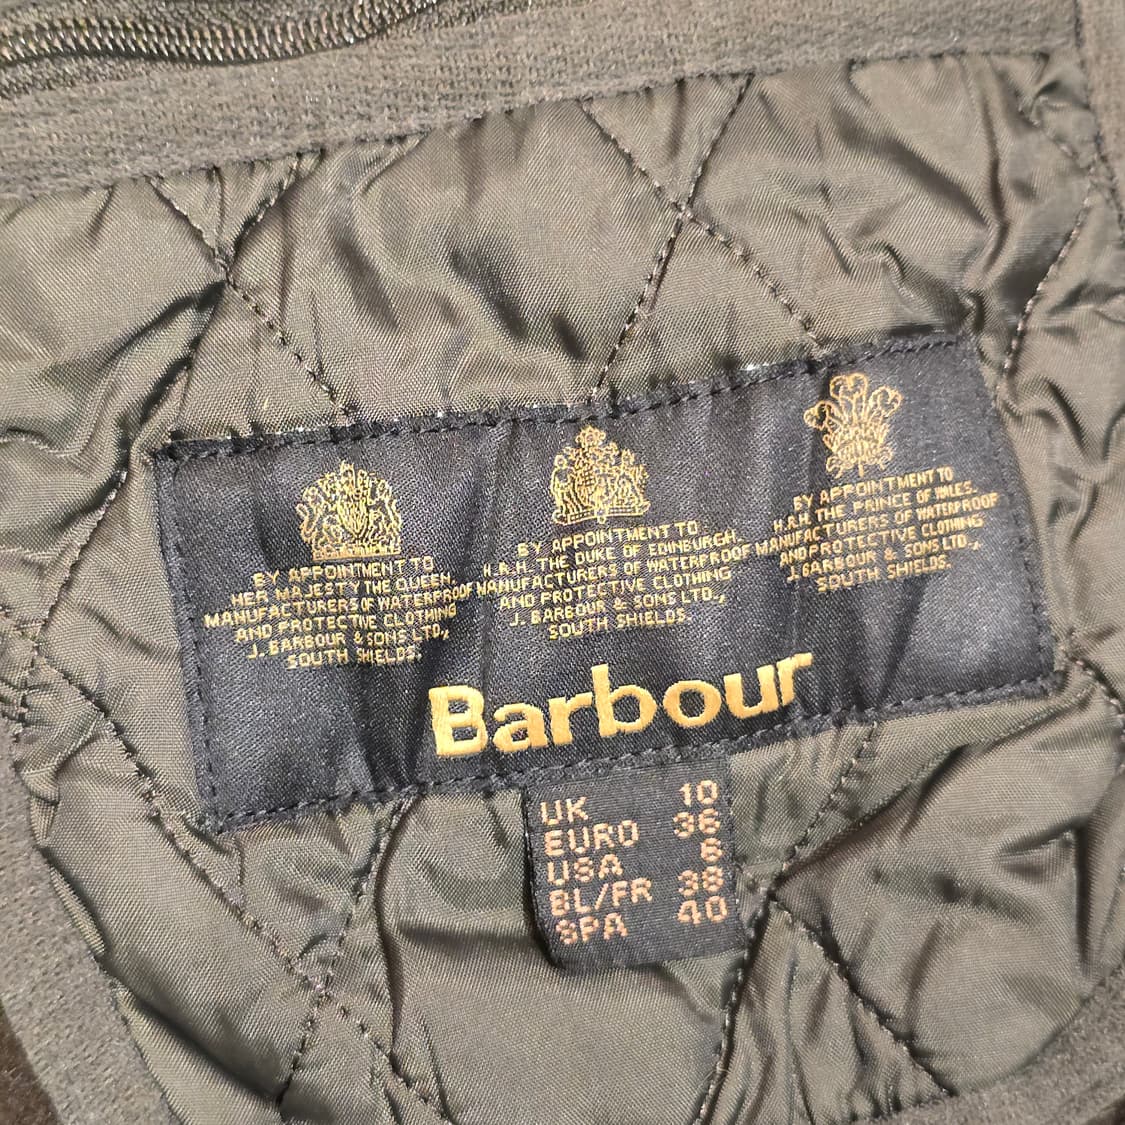 BY APPOINTMENT TO
HER MAJESTY THE QUEEN,
MANUFACTURERS OF WATERPROOF
AND PROTECTIVE CLOTHING
J. BARBOUR & SONS LTD.,
SOUTH SHIELDS.
BY APPOINTMENT TO
H.R.H. THE DUKE OF EDINBURGH,
MANUFACTURERS OF WATERPROOF
AND PROTECTIVE CLOTHING
J. BARBOUR & SONS LTD.,
SOUTH SHIELDS.
BY APPOINTMENT TO
H.R.H. THE PRINCE OF WALES.
MANUFACTURERS OF WATERPROOF
AND PROTECTIVE CLOTHING
J. BARBOUR & SONS LTD.,
SOUTH SHIELDS.
Barbour
UK 10
EURO 36
USA 6
BL/FR 38
SPA 40